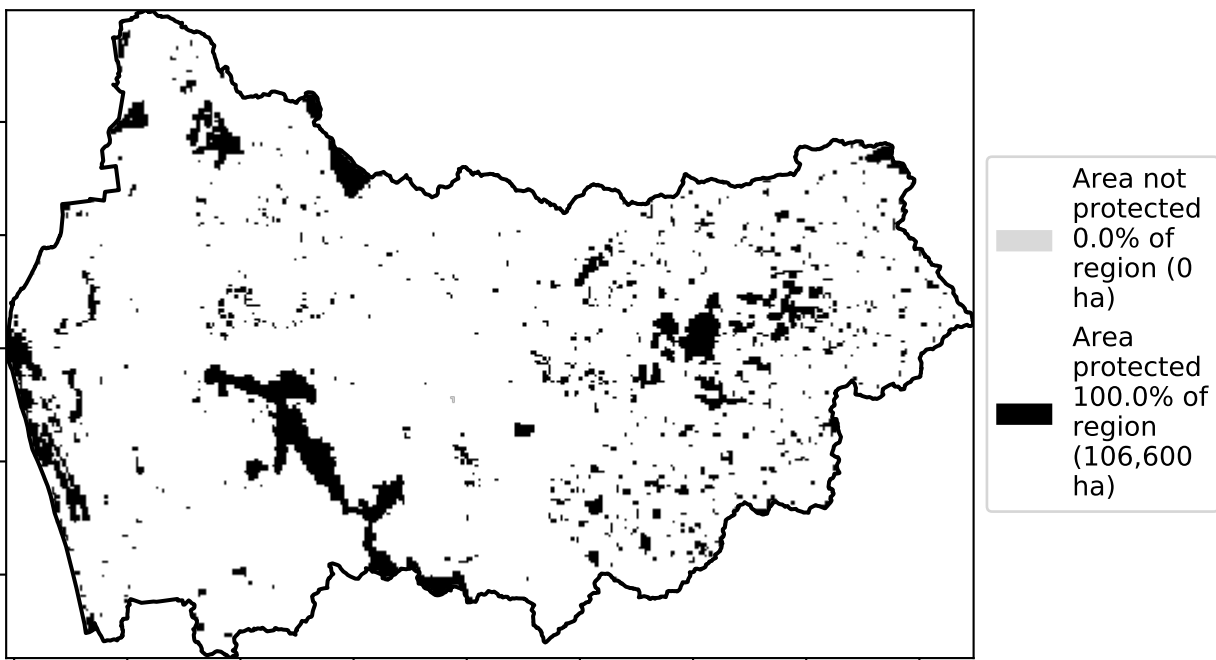 Area not
protected
0.0% of
region (0
ha)
Area
protected
100.0% of
region
(106,600
ha)